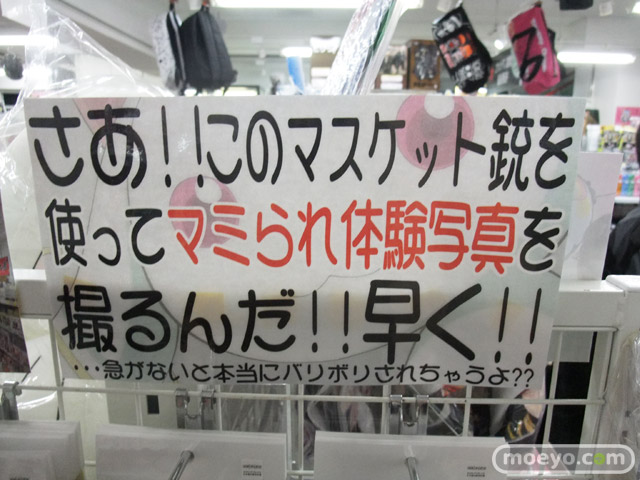 さあ!!このマスケット銃を
使ってマミられ体験写真を
撮るんだ!!早く!!
…急がないと本当にバリボリされちゃうよ??
moeyo.com